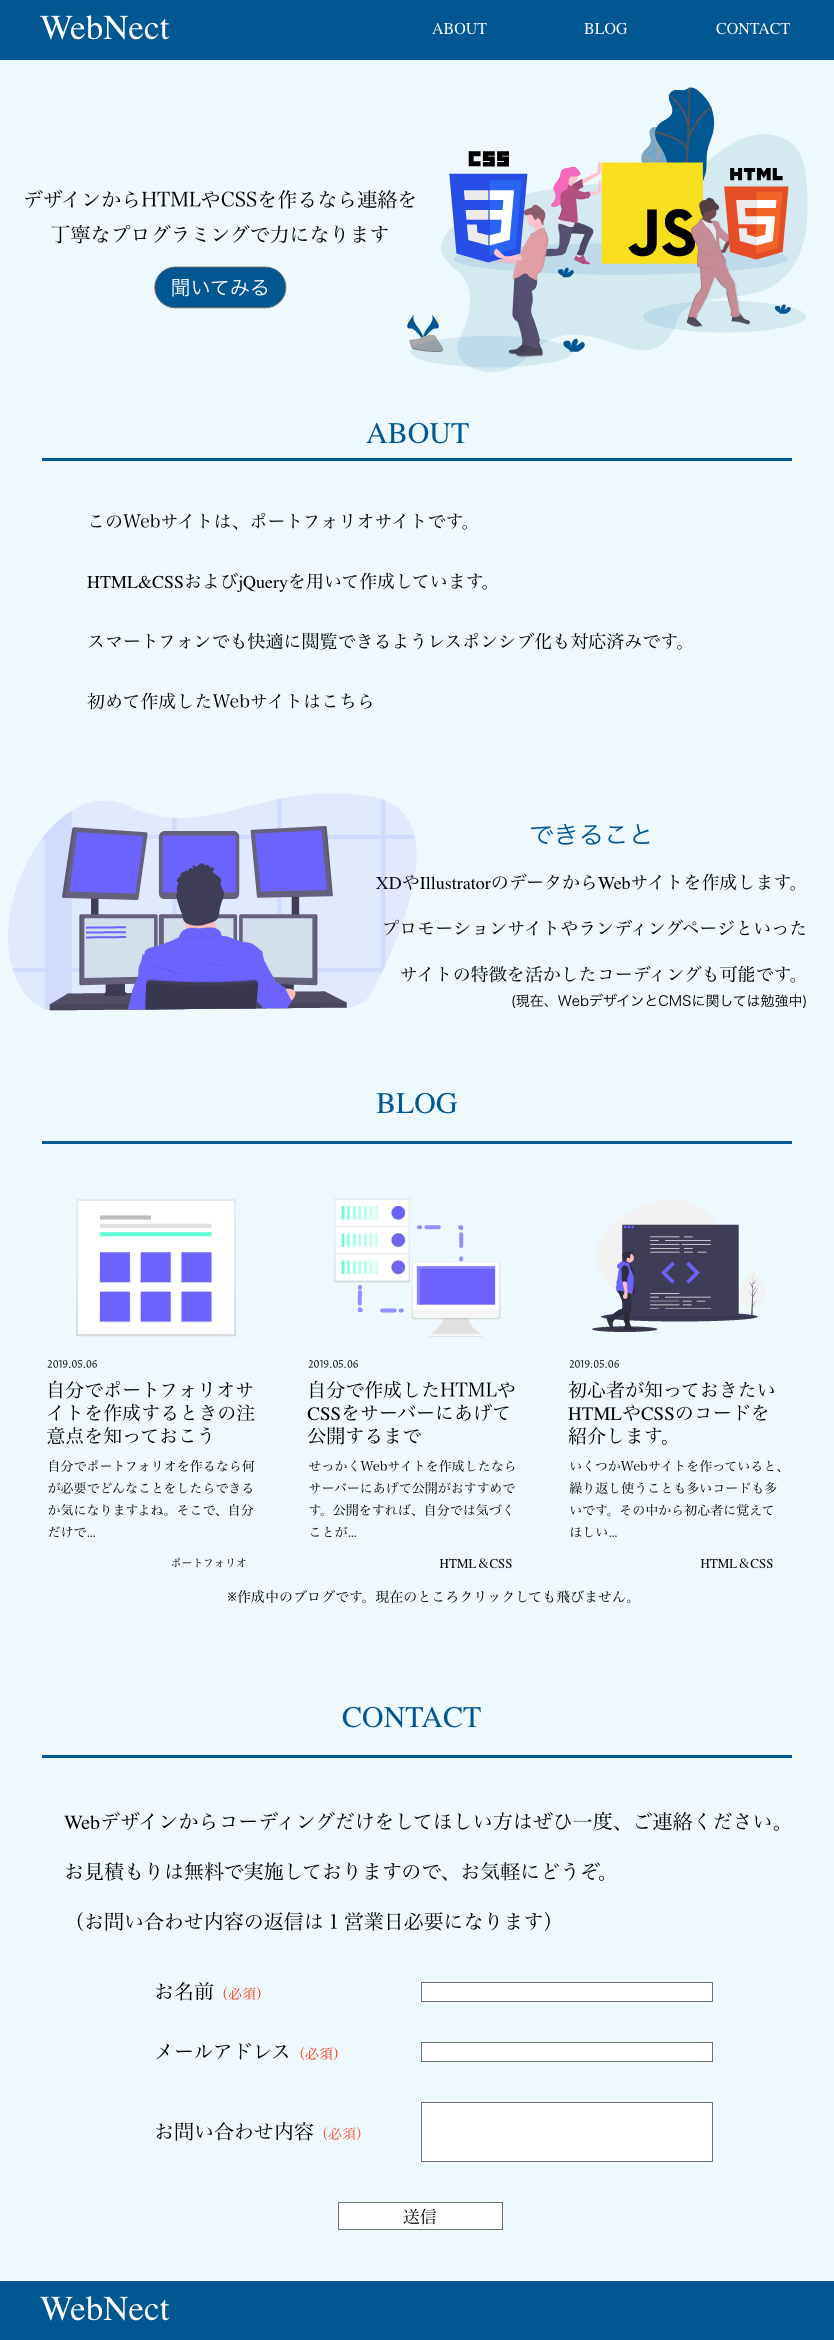 WebNect
ABOUT
BLOG
CONTACT
CSS
HTML
JS
デザインからHTMLやCSSを作るなら連絡を
丁寧なプログラミングで力になります
聞いてみる
ABOUT
このWebサイトは、ポートフォリオサイトです。
HTML&CSSおよびjQueryを用いて作成しています。
スマートフォンでも快適に閲覧できるようレスポンシブ化も対応済みです。
初めて作成したWebサイトはこちら
できること
XDやIllustratorのデータからWebサイトを作成します。
プロモーションサイトやランディングページといった
サイトの特徴を活かしたコーディングも可能です。
(現在、WebデザインとCMSに関しては勉強中)
BLOG
2019.05.06
自分でポートフォリオサ
イトを作成するときの注
意点を知っておこう
自分でポートフォリオを作るなら何
が必要でどんなことをしたらできる
か気になりますよね。そこで、自分
だけで...
ポートフォリオ
2019.05.06
自分で作成したHTMLや
CSSをサーバーにあげて
公開するまで
せっかくWebサイトを作成したなら
サーバーにあげて公開がおすすめで
す。公開をすれば、自分では気づく
ことが...
HTML＆CSS
2019.05.06
初心者が知っておきたい
HTMLやCSSのコードを
紹介します。
いくつかWebサイトを作っていると、
繰り返し使うことも多いコードも多
いです。その中から初心者に覚えて
ほしい...
HTML＆CSS
※作成中のブログです。現在のところクリックしても飛びません。
CONTACT
Webデザインからコーディングだけをしてほしい方はぜひ一度、ご連絡ください。
お見積もりは無料で実施しておりますので、お気軽にどうぞ。
（お問い合わせ内容の返信は１営業日必要になります）
お名前（必須）
メールアドレス（必須）
お問い合わせ内容（必須）
送信
WebNect